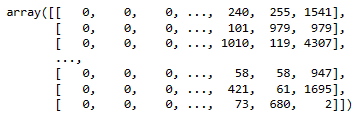 array([[   0,    0,    0, ...,  240,  255, 1541],
       [   0,    0,    0, ...,  101,  979,  979],
       [   0,    0,    0, ..., 1010,  119, 4307],
       ...,
       [   0,    0,    0, ...,   58,   58,  947],
       [   0,    0,    0, ...,  421,   61, 1695],
       [   0,    0,    0, ...,   73,  680,    2]])